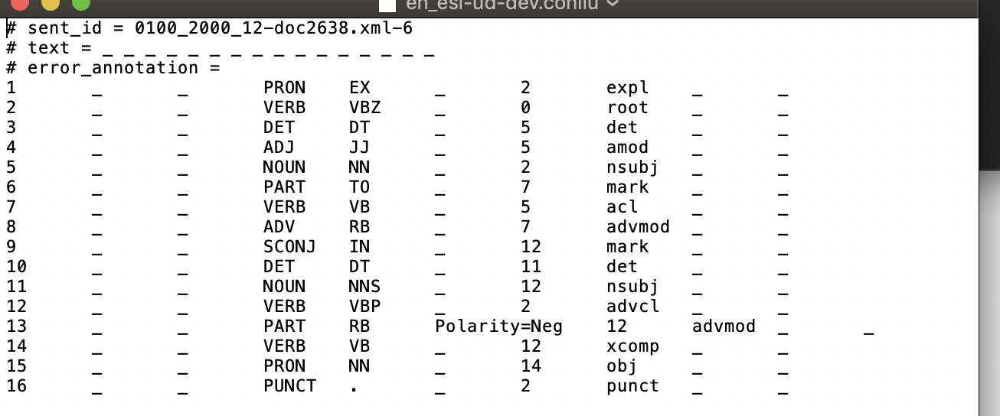 en_esl-ud-dev.conllu
# sent_id = 0100_2000_12-doc2638.xml-6
# text = _ _ _ _ _ _ _ _ _ _ _ _ _ _ _ _
# error_annotation =
1 _ _ PRON EX _ 2 expl _ _
2 _ _ VERB VBZ _ 0 root _ _
3 _ _ DET DT _ 5 det _ _
4 _ _ ADJ JJ _ 5 amod _ _
5 _ _ NOUN NN _ 2 nsubj _ _
6 _ _ PART TO _ 7 mark _ _
7 _ _ VERB VB _ 5 acl _ _
8 _ _ ADV RB _ 7 advmod _ _
9 _ _ SCONJ IN _ 12 mark _ _
10 _ _ DET DT _ 11 det _ _
11 _ _ NOUN NNS _ 12 nsubj _ _
12 _ _ VERB VBP _ 2 advcl _ _
13 _ _ PART RB Polarity=Neg 12 advmod _ _
14 _ _ VERB VB _ 12 xcomp _ _
15 _ _ PRON NN _ 14 obj _ _
16 _ _ PUNCT . _ 2 punct _ _